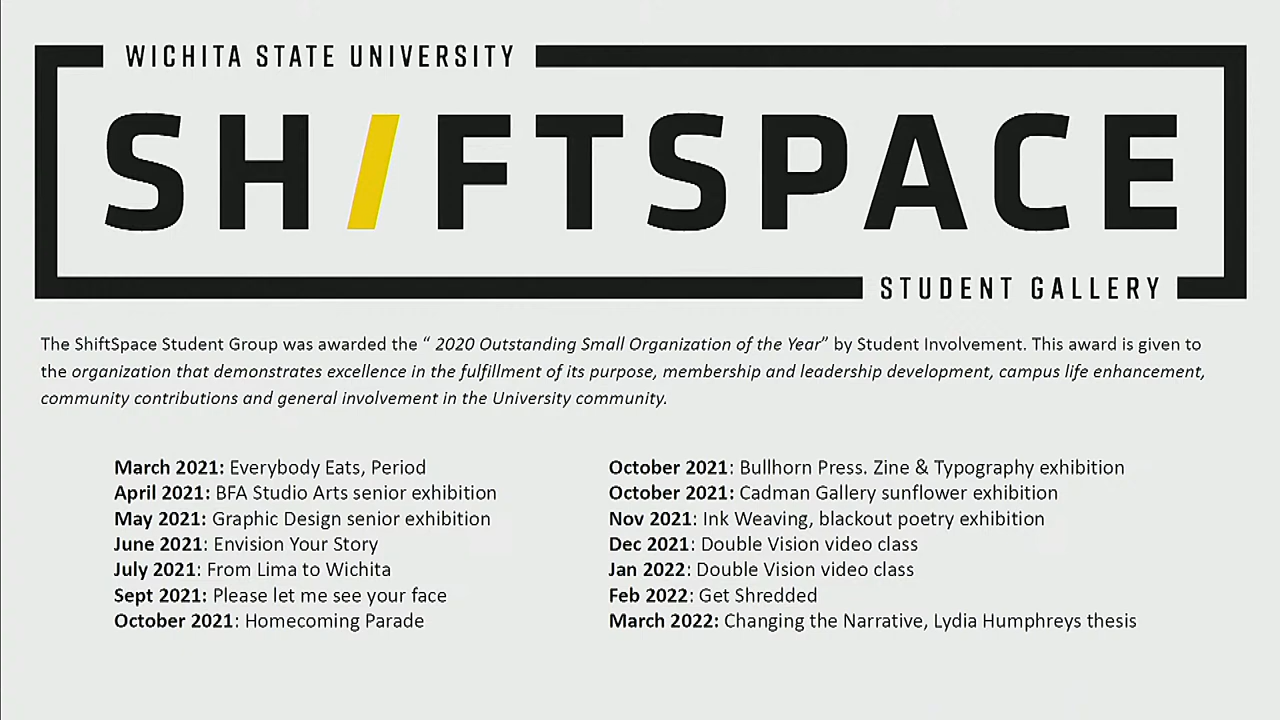 WICHITA STATE UNIVERSITY
SHIFTSPACE
STUDENT GALLERY
The ShiftSpace Student Group was awarded the “ 2020 Outstanding Small Organization of the Year” by Student Involvement. This award is given to
the organization that demonstrates excellence in the fulfillment of its purpose, membership and leadership development, campus life enhancement,
community contributions and general involvement in the University community.
March 2021: Everybody Eats, Period
April 2021: BFA Studio Arts senior exhibition
May 2021: Graphic Design senior exhibition
June 2021: Envision Your Story
July 2021: From Lima to Wichita
Sept 2021: Please let me see your face
October 2021: Homecoming Parade
October 2021: Bullhorn Press. Zine & Typography exhibition
October 2021: Cadman Gallery sunflower exhibition
Nov 2021: Ink Weaving, blackout poetry exhibition
Dec 2021: Double Vision video class
Jan 2022: Double Vision video class
Feb 2022: Get Shredded
March 2022: Changing the Narrative, Lydia Humphreys thesis